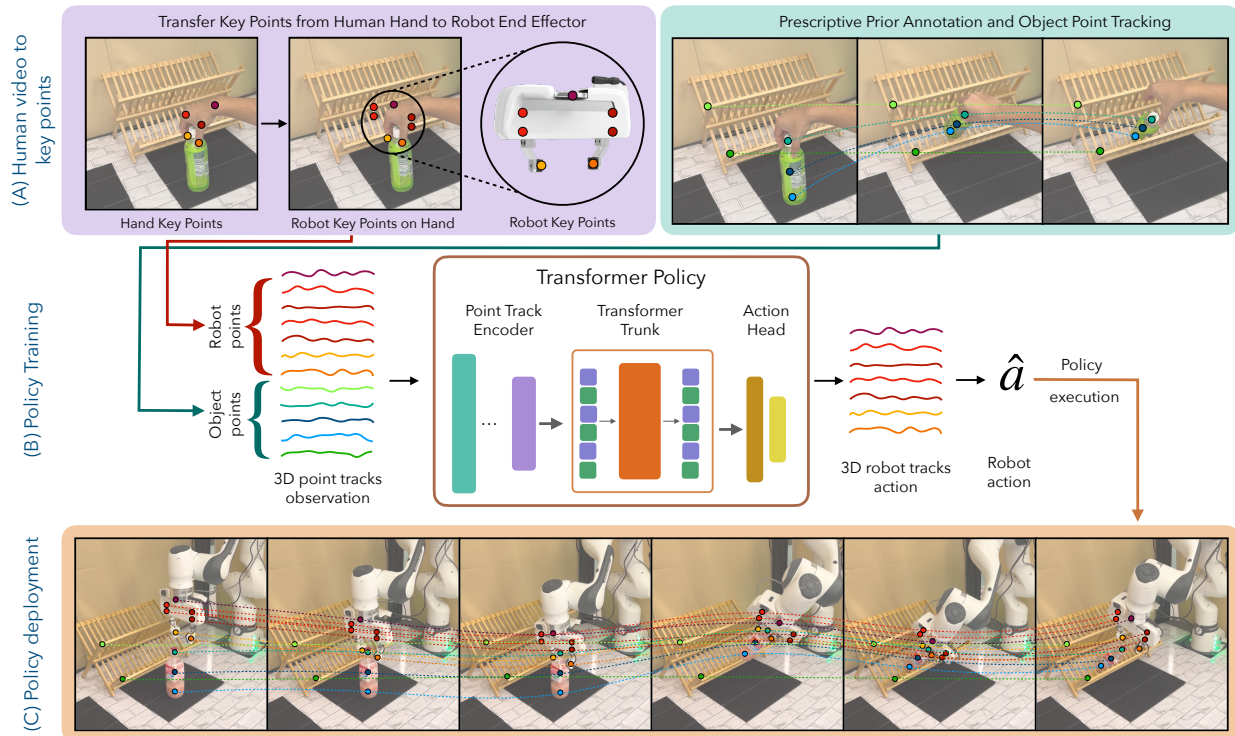 (A) Human video to
key points
Transfer Key Points from Human Hand to Robot End Effector
Hand Key Points
Robot Key Points on Hand
Robot Key Points
Prescriptive Prior Annotation and Object Point Tracking
(B) Policy Training
Robot
points
Object
points
3D point tracks
observation
Transformer Policy
Point Track
Encoder
...
Transformer
Trunk
Action
Head
3D robot tracks
action
â
Robot
action
Policy
execution
(C) Policy deployment